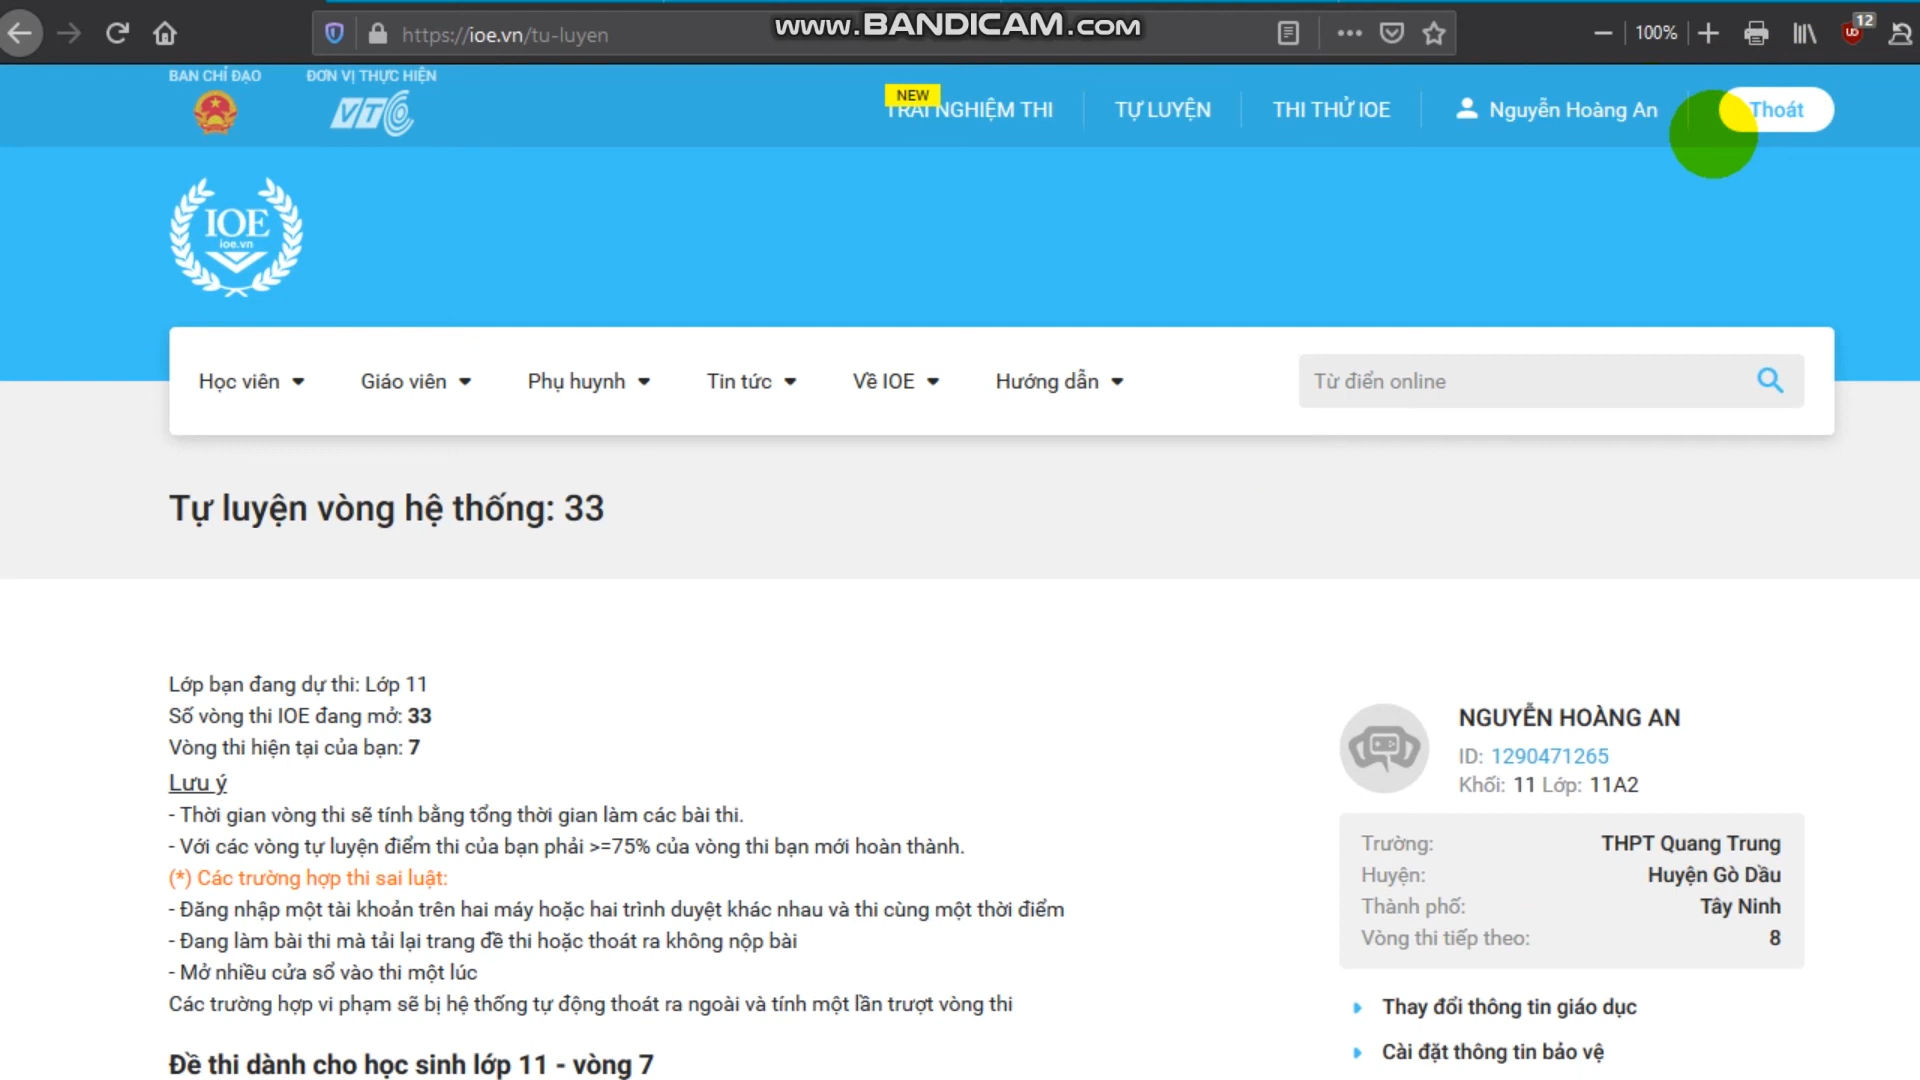 https://ioe.vn/tu-luyen
www.BANDICAM.com
100%
12
BAN CHỈ ĐẠO
ĐƠN VỊ THỰC HIỆN
VTC
NEW
TRẢI NGHIỆM THI
TỰ LUYỆN
THI THỬ IOE
Nguyễn Hoàng An
Thoát
IOE
ioe.vn
Học viên
Giáo viên
Phụ huynh
Tin tức
Về IOE
Hướng dẫn
Từ điển online
Tự luyện vòng hệ thống: 33
Lớp bạn đang dự thi: Lớp 11
Số vòng thi IOE đang mở: 33
Vòng thi hiện tại của bạn: 7
Lưu ý
- Thời gian vòng thi sẽ tính bằng tổng thời gian làm các bài thi.
- Với các vòng tự luyện điểm thi của bạn phải >=75% của vòng thi bạn mới hoàn thành.
(*) Các trường hợp thi sai luật:
- Đăng nhập một tài khoản trên hai máy hoặc hai trình duyệt khác nhau và thi cùng một thời điểm
- Đang làm bài thi mà tải lại trang đề thi hoặc thoát ra không nộp bài
- Mở nhiều cửa sổ vào thi một lúc
Các trường hợp vi phạm sẽ bị hệ thống tự động thoát ra ngoài và tính một lần trượt vòng thi
Đề thi dành cho học sinh lớp 11 - vòng 7
NGUYỄN HOÀNG AN
ID: 1290471265
Khối: 11 Lớp: 11A2
Trường: THPT Quang Trung
Huyện: Huyện Gò Dầu
Thành phố: Tây Ninh
Vòng thi tiếp theo: 8
Thay đổi thông tin giáo dục
Cài đặt thông tin bảo vệ